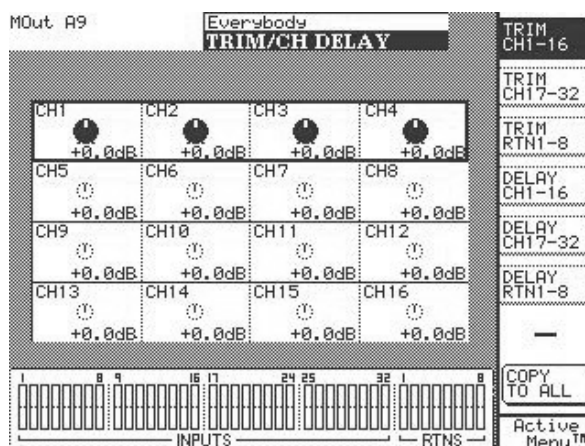 MOut A9
Everybody
TRIM/CH DELAY
CH1 CH2 CH3 CH4
+0.0dB +0.0dB +0.0dB +0.0dB
CH5 CH6 CH7 CH8
+0.0dB +0.0dB +0.0dB +0.0dB
CH9 CH10 CH11 CH12
+0.0dB +0.0dB +0.0dB +0.0dB
CH13 CH14 CH15 CH16
+0.0dB +0.0dB +0.0dB +0.0dB
1 8 9 16 17 24 25 32 1 8
INPUTS RTNS
TRIM
CH1-16
TRIM
CH17-32
TRIM
RTN1-8
DELAY
CH1-16
DELAY
CH17-32
DELAY
RTN1-8
COPY
TO ALL
Active
Menu™